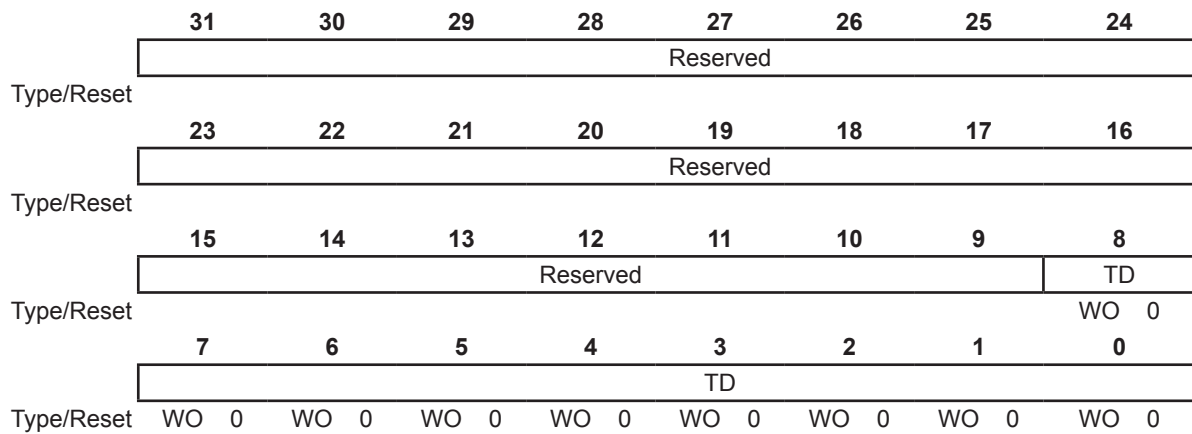 31 30 29 28 27 26 25 24
Reserved
Type/Reset
23 22 21 20 19 18 17 16
Reserved
Type/Reset
15 14 13 12 11 10 9 8
Reserved TD
Type/Reset WO 0
7 6 5 4 3 2 1 0
TD
Type/Reset WO 0 WO 0 WO 0 WO 0 WO 0 WO 0 WO 0 WO 0